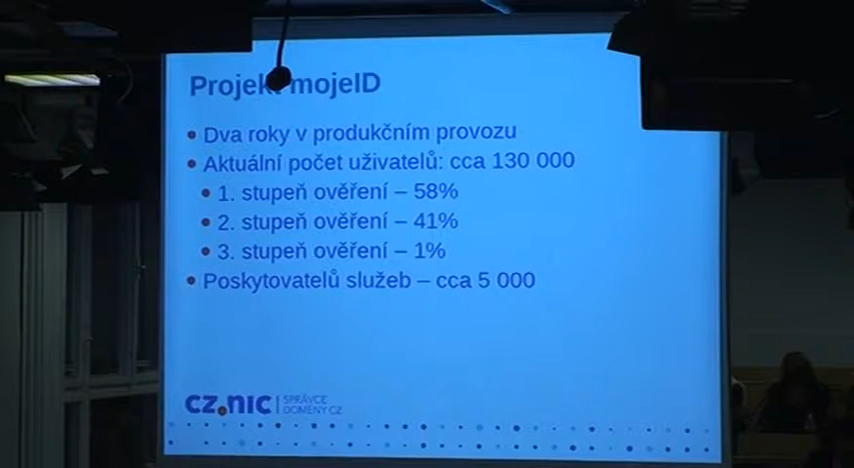 Projekt mojeID
Dva roky v produkčním provozu
Aktuální počet uživatelů: cca 130 000
1. stupeň ověření – 58%
2. stupeň ověření – 41%
3. stupeň ověření – 1%
Poskytovatelů služeb – cca 5 000
CZ.NIC | SPRÁVCE
DOMÉNY CZ